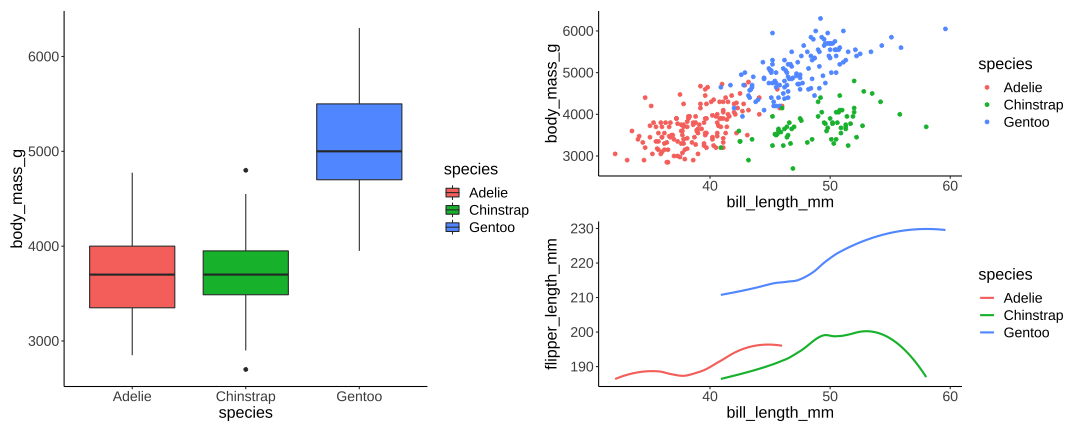 body_mass_g
6000
5000
4000
3000
Adelie
Chinstrap
Gentoo
species
species
Adelie
Chinstrap
Gentoo
body_mass_g
6000
5000
4000
3000
40
50
60
bill_length_mm
species
Adelie
Chinstrap
Gentoo
flipper_length_mm
230
220
210
200
190
40
50
60
bill_length_mm
species
Adelie
Chinstrap
Gentoo